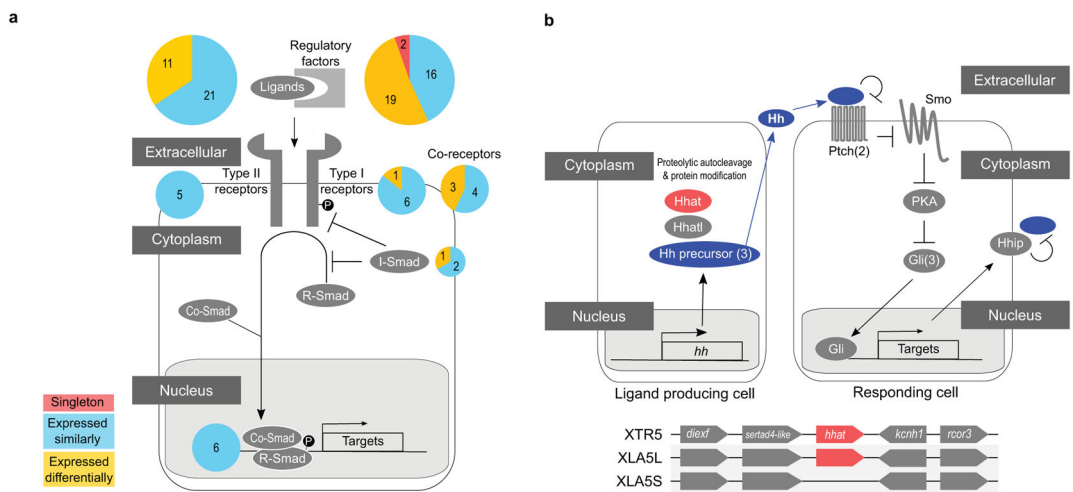 a
11
21
Regulatory
factors
Ligands
2
16
19
Extracellular
Type II
receptors
Type I
receptors
Co-receptors
5
1
6
3
4
P
Cytoplasm
I-Smad
1
2
R-Smad
Co-Smad
Nucleus
Singleton
Expressed
similarly
Expressed
differentially
6
Co-Smad
P
R-Smad
Targets
b
Extracellular
Hh
Smo
Ptch(2)
Cytoplasm
Proteolytic autocleavage
& protein modification
Hhat
Hhatl
Hh precursor (3)
Cytoplasm
PKA
Hhip
Gli(3)
Nucleus
hh
Nucleus
Gli
Targets
Ligand producing cell
Responding cell
XTR5
diexf
sertad4-like
hhat
kcnh1
rcor3
XLA5L
XLA5S